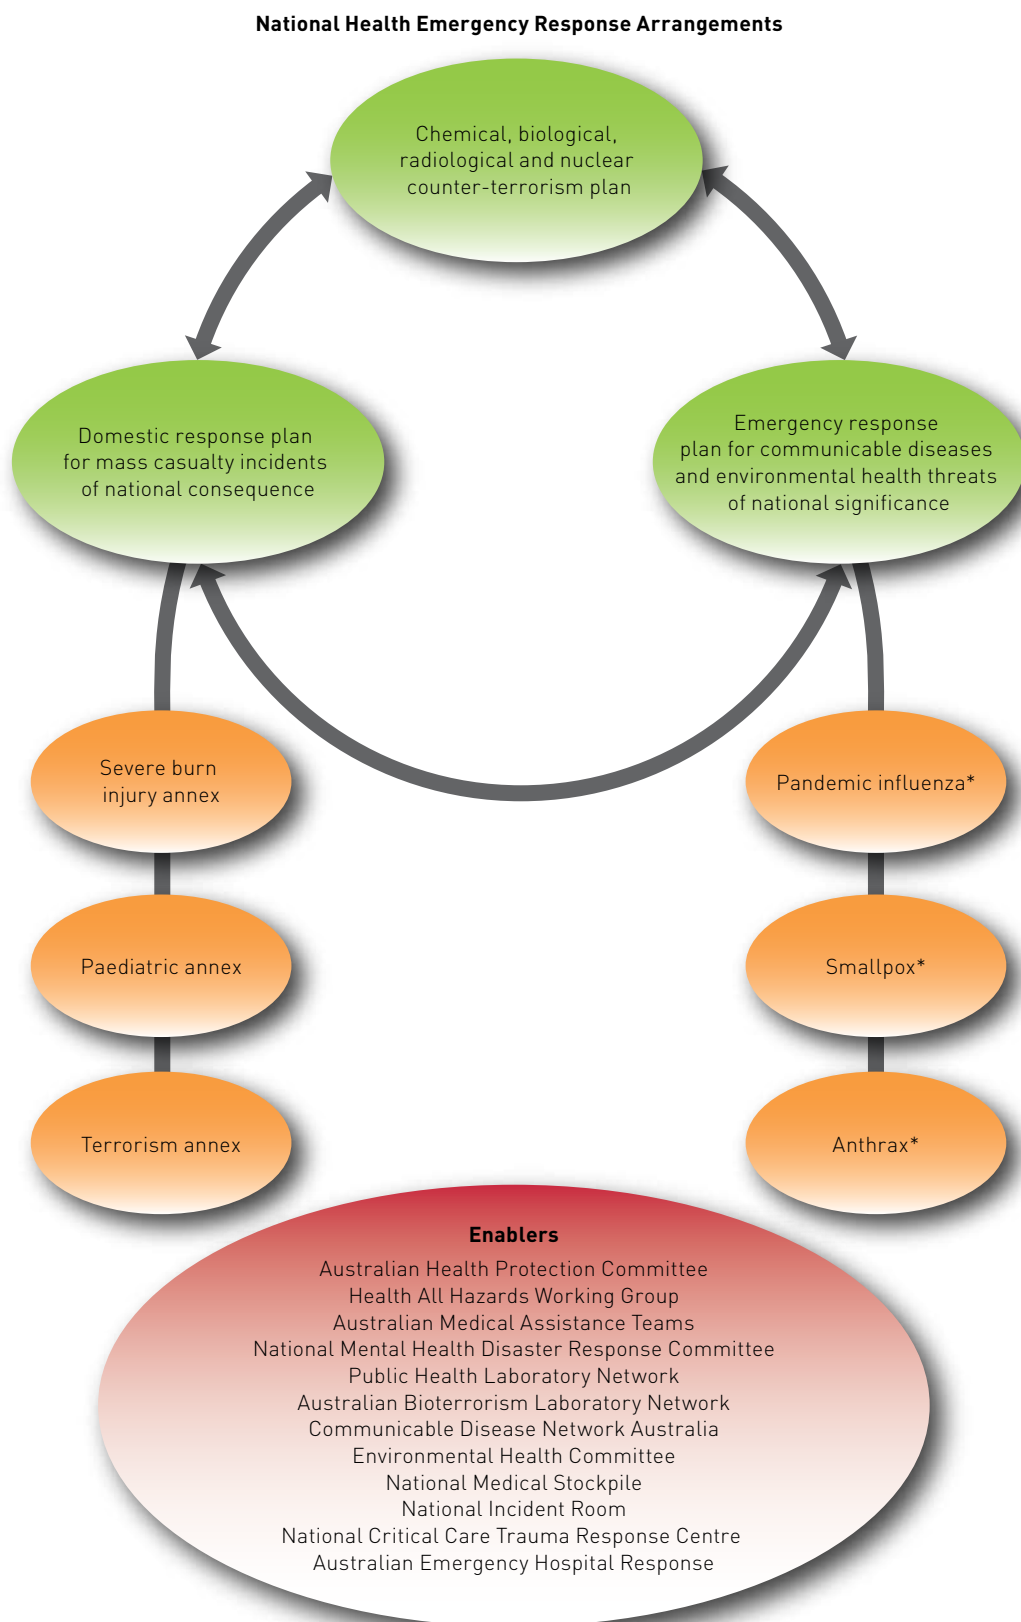 National Health Emergency Response Arrangements
Chemical, biological,
radiological and nuclear
counter-terrorism plan
Domestic response plan
for mass casualty incidents
of national consequence
Emergency response
plan for communicable diseases
and environmental health threats
of national significance
Severe burn
injury annex
Pandemic influenza*
Paediatric annex
Smallpox*
Terrorism annex
Anthrax*
Enablers
Australian Health Protection Committee
Health All Hazards Working Group
Australian Medical Assistance Teams
National Mental Health Disaster Response Committee
Public Health Laboratory Network
Australian Bioterrorism Laboratory Network
Communicable Disease Network Australia
Environmental Health Committee
National Medical Stockpile
National Incident Room
National Critical Care Trauma Response Centre
Australian Emergency Hospital Response